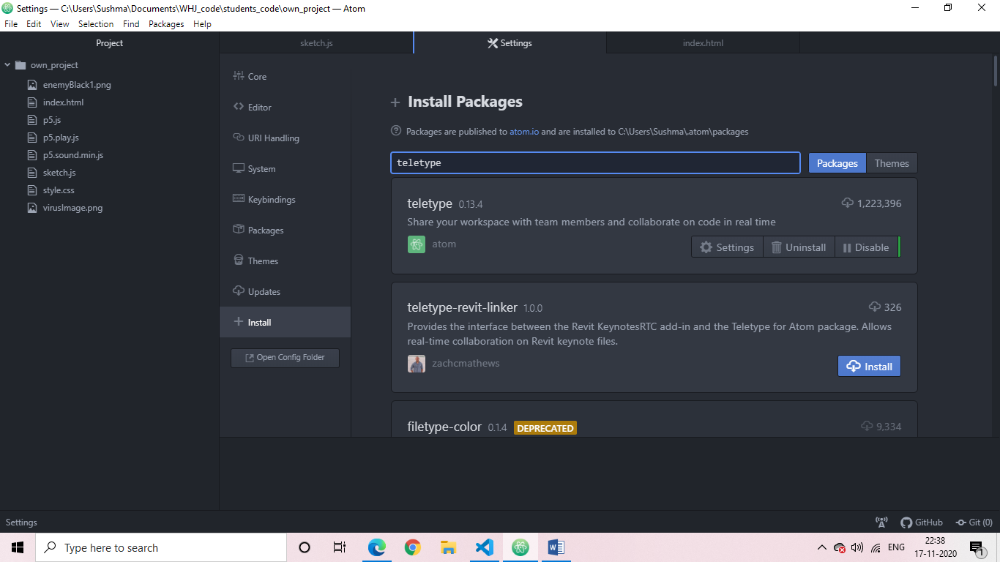 Settings — C:\Users\Sushma\Documents\WHJ_code\students_code\own_project — Atom
File Edit View Selection Find Packages Help
Project
sketch.js
Settings
index.html
own_project
enemyBlack1.png
index.html
p5.js
p5.play.js
p5.sound.min.js
sketch.js
style.css
virusImage.png
Core
Editor
URI Handling
System
Keybindings
Packages
Themes
Updates
Install
Open Config Folder
Install Packages
Packages are published to atom.io and are installed to C:\Users\Sushma\.atom\packages
teletype
Packages Themes
teletype 0.13.4 1,223,396
Share your workspace with team members and collaborate on code in real time
atom
Settings Uninstall Disable
teletype-revit-linker 1.0.0 326
Provides the interface between the Revit KeynotesRTC add-in and the Teletype for Atom package. Allows
real-time collaboration on Revit keynote files.
zachcmathews
Install
filetype-color 0.1.4 DEPRECATED 9,334
Settings
GitHub Git (0)
Type here to search
ENG
22:38
17-11-2020
1